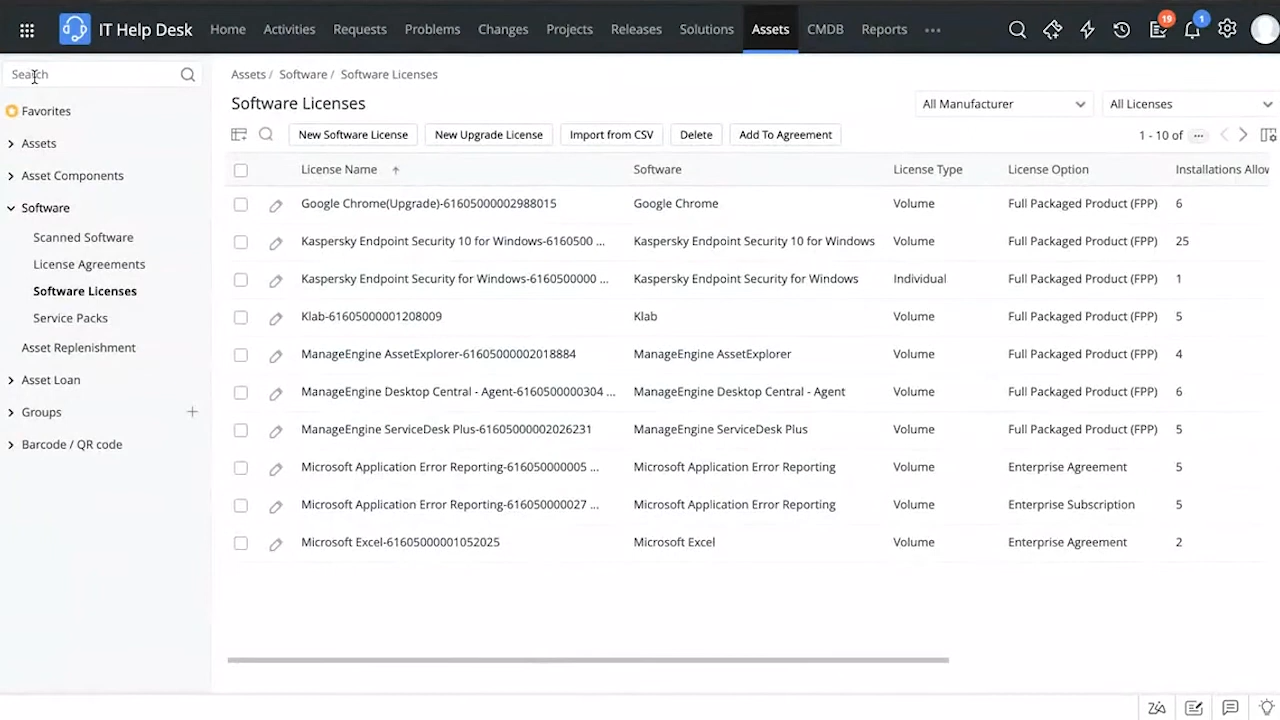 IT Help Desk Home Activities Requests Problems Changes Projects Releases Solutions Assets CMDB Reports ••• 19 1
Search
Favorites
Assets
Asset Components
Software
Scanned Software
License Agreements
Software Licenses
Service Packs
Asset Replenishment
Asset Loan
Groups +
Barcode / QR code
Assets / Software / Software Licenses
Software Licenses
All Manufacturer All Licenses
New Software License New Upgrade License Import from CSV Delete Add To Agreement 1 - 10 of ...
License Name Software License Type License Option Installations Allow
Google Chrome(Upgrade)-61605000002988015 Google Chrome Volume Full Packaged Product (FPP) 6
Kaspersky Endpoint Security 10 for Windows-6160500 ... Kaspersky Endpoint Security 10 for Windows Volume Full Packaged Product (FPP) 25
Kaspersky Endpoint Security for Windows-6160500000 ... Kaspersky Endpoint Security for Windows Individual Full Packaged Product (FPP) 1
Klab-61605000001208009 Klab Volume Full Packaged Product (FPP) 5
ManageEngine AssetExplorer-61605000002018884 ManageEngine AssetExplorer Volume Full Packaged Product (FPP) 4
ManageEngine Desktop Central - Agent-6160500000304 ... ManageEngine Desktop Central - Agent Volume Full Packaged Product (FPP) 6
ManageEngine ServiceDesk Plus-61605000002026231 ManageEngine ServiceDesk Plus Volume Full Packaged Product (FPP) 5
Microsoft Application Error Reporting-616050000005 ... Microsoft Application Error Reporting Volume Enterprise Agreement 5
Microsoft Application Error Reporting-616050000027 ... Microsoft Application Error Reporting Volume Enterprise Subscription 5
Microsoft Excel-61605000001052025 Microsoft Excel Volume Enterprise Agreement 2